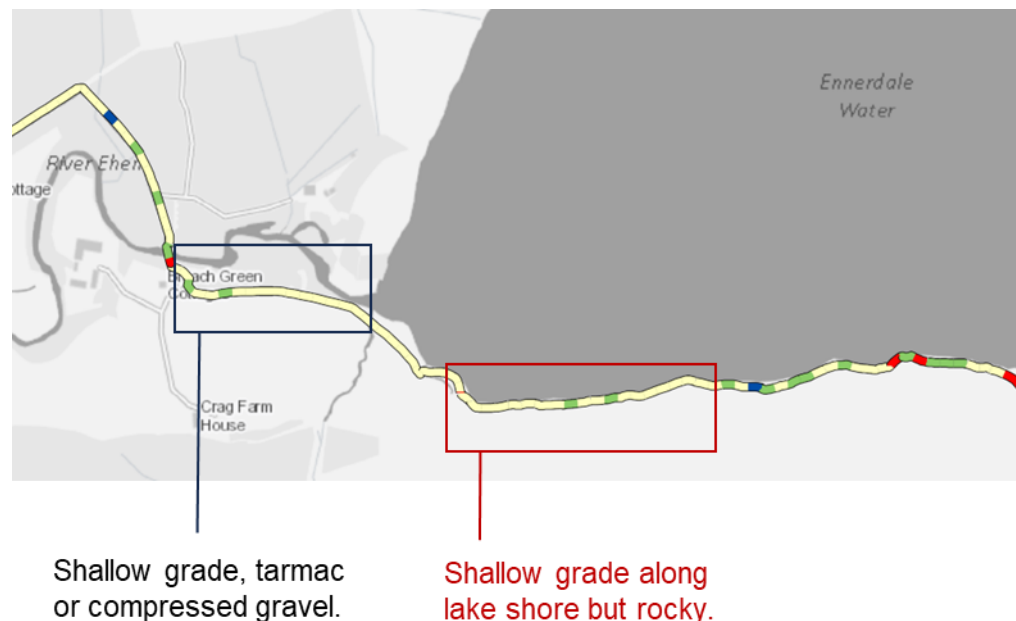 Ennerdale
Water
River Ehen
ottage
Green
Crag Farm
House
Shallow grade, tarmac
or compressed gravel.
Shallow grade along
lake shore but rocky.